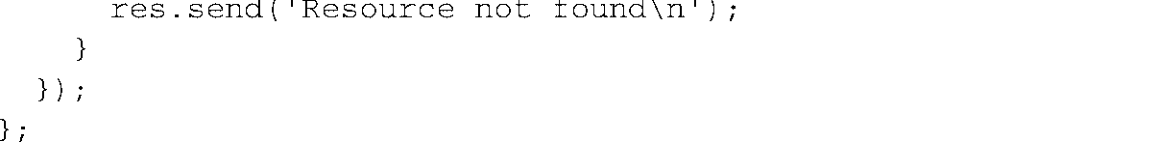 res.send('Resource not found\n');
}
});
};